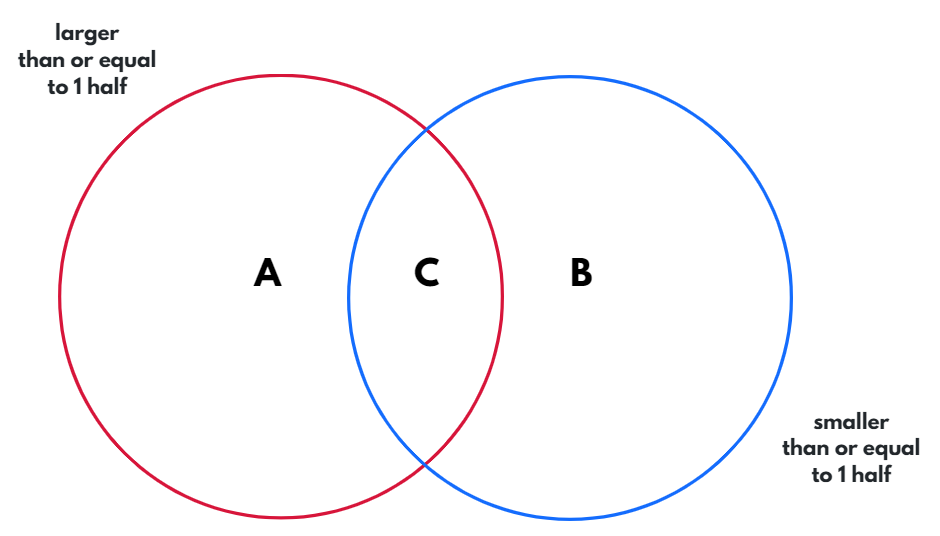 larger
than or equal
to 1 half
A
C
B
smaller
than or equal
to 1 half